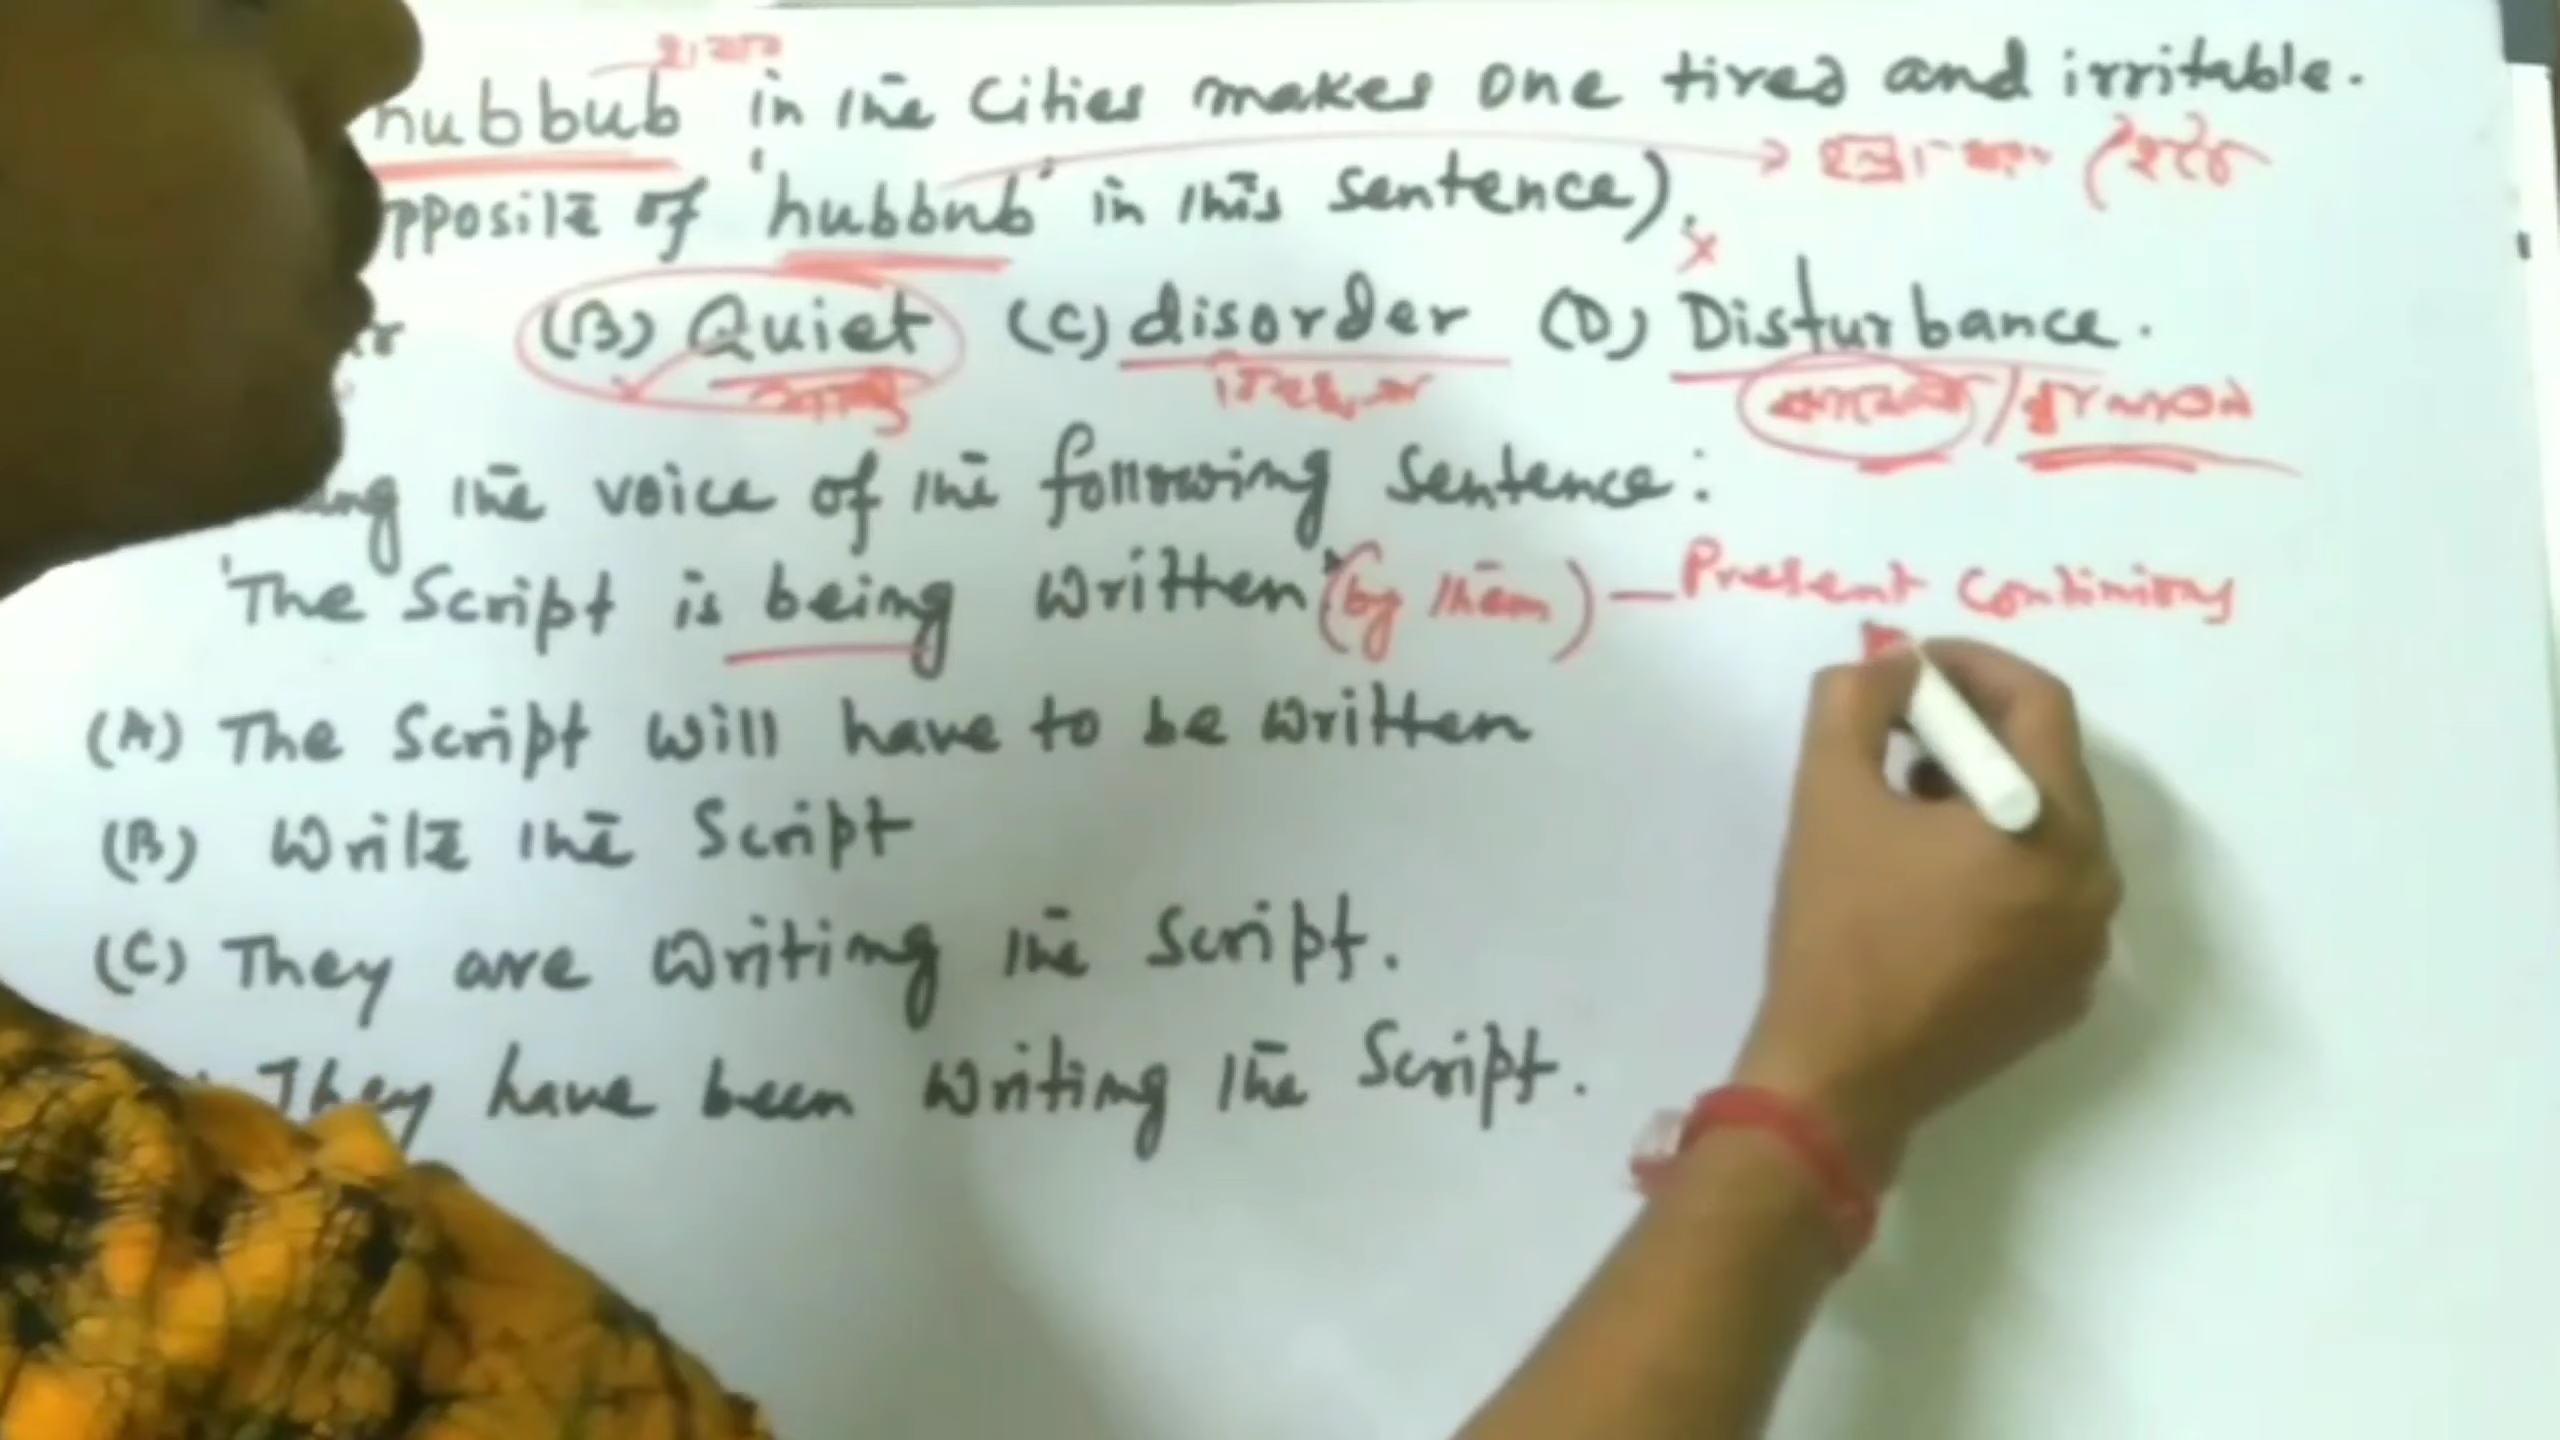 hubbub in the Cities makes one tired and irritable.
pposite of 'hubbub' in this sentence).
(B) Quiet (C) disorder (D) Disturbance.
ing the voice of the following Sentence:
'The Script is being written' (by them) — Present Continious
(A) The Script will have to be written
(B) Write the Script
(C) They are writing the Script.
They have been writing the Script.